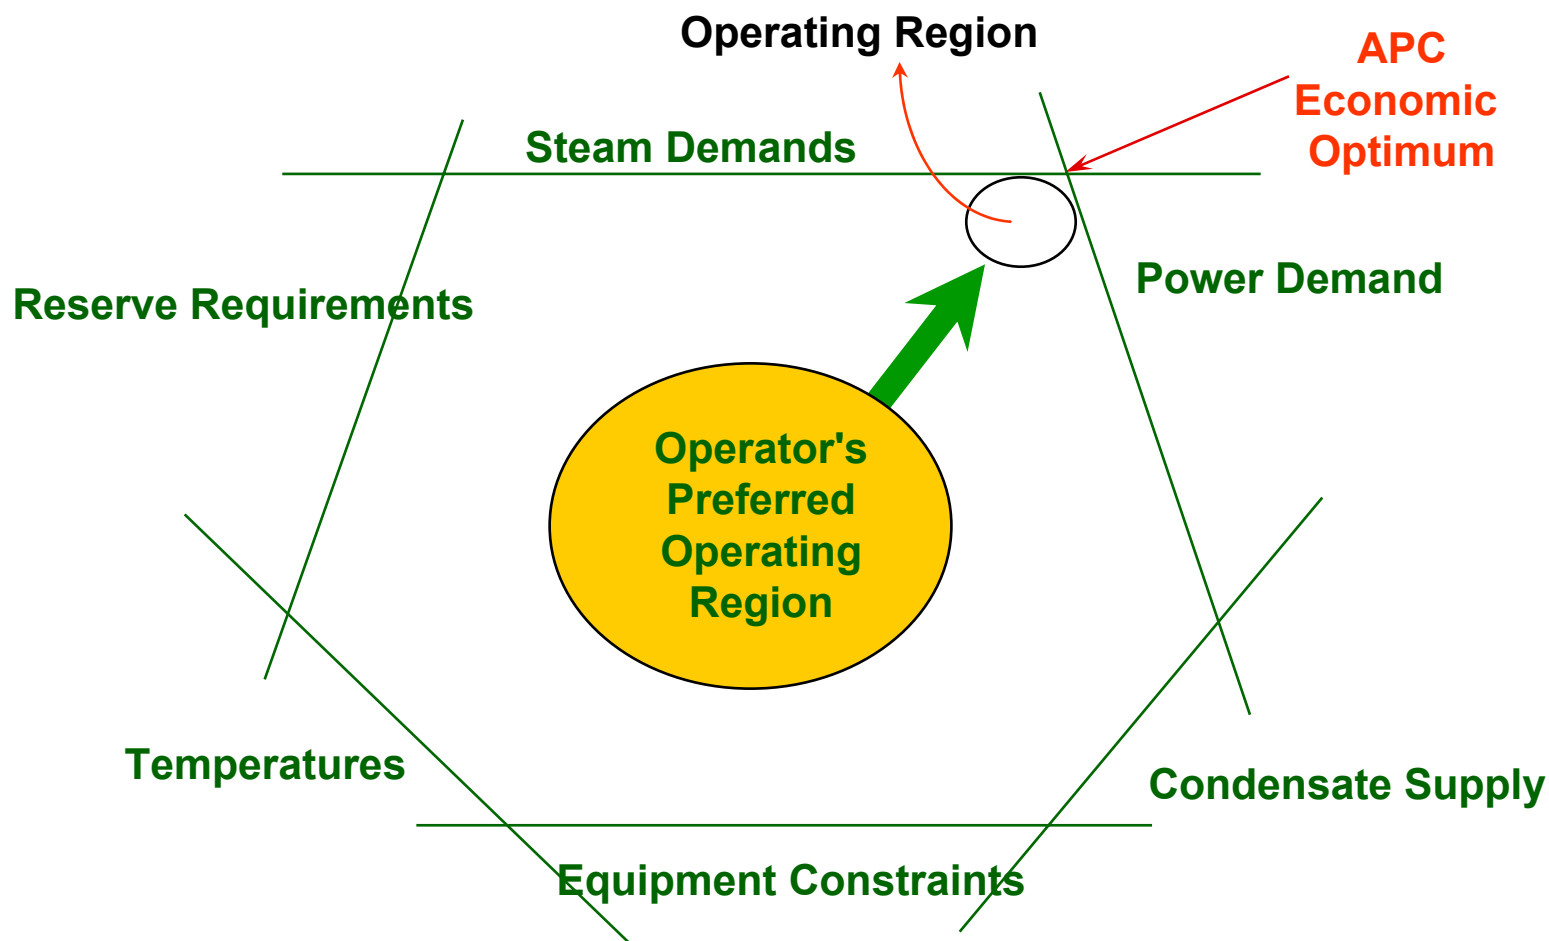 Operating Region
APC
Economic
Optimum
Steam Demands
Power Demand
Reserve Requirements
Operator's
Preferred
Operating
Region
Temperatures
Condensate Supply
Equipment Constraints